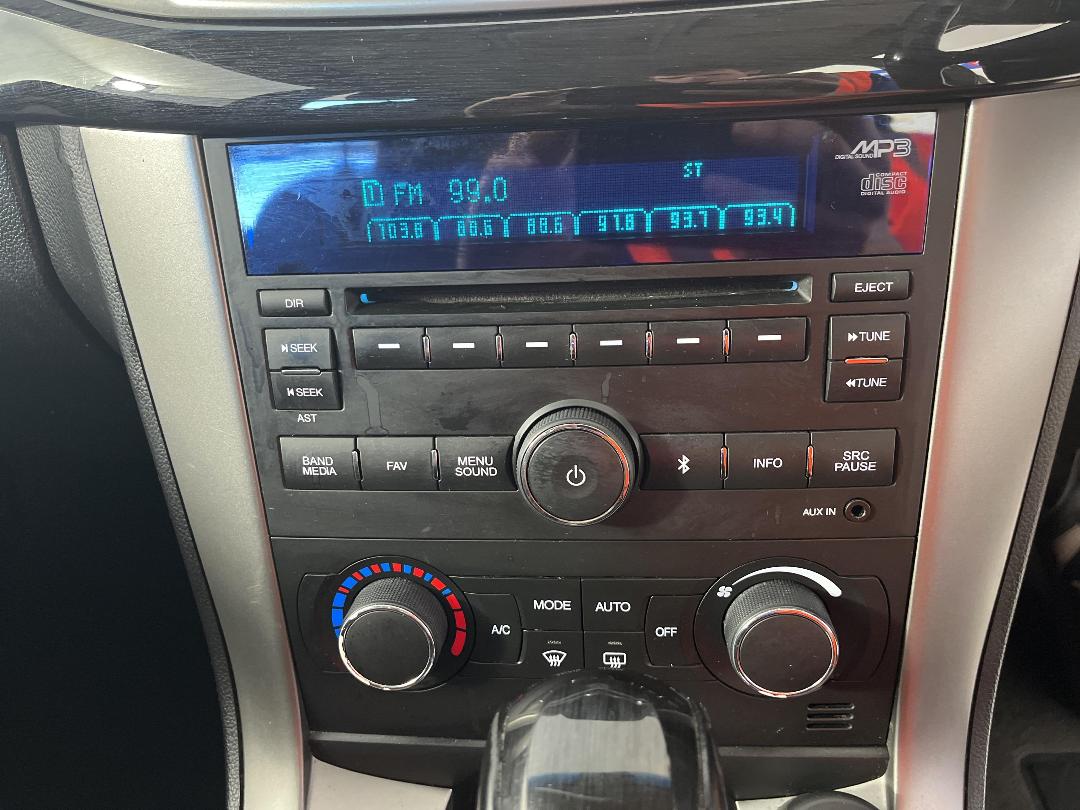 MP3
DIGITAL SOUND
COMPACT
disc
DIGITAL AUDIO
ST
1 FM 99.0
103.8 88.6 88.6 97.8 93.7 93.4
DIR
EJECT
SEEK
TUNE
SEEK
TUNE
AST
BAND
MEDIA
FAV
MENU
SOUND
INFO
SRC
PAUSE
AUX IN
A/C
MODE
AUTO
OFF